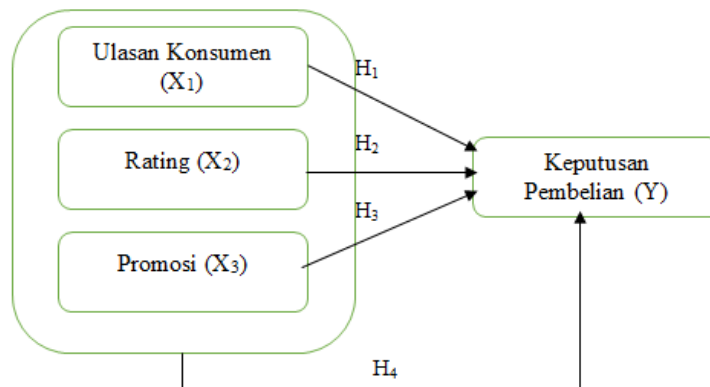 Ulasan Konsumen
(X₁)
H₁
Rating (X₂)
H₂
Keputusan
Pembelian (Y)
H₃
Promosi (X₃)
H₄